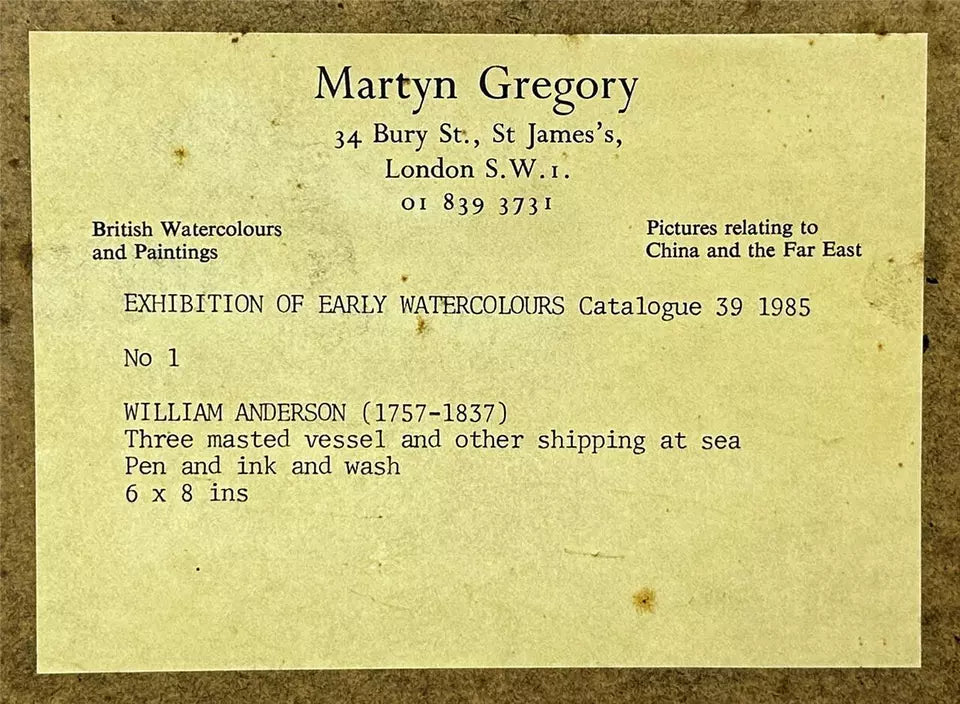 Martyn Gregory
34 Bury St., St James's,
London S.W.1.
01 839 3731
British Watercolours
and Paintings
Pictures relating to
China and the Far East
EXHIBITION OF EARLY WATERCOLOURS Catalogue 39 1985
No 1
WILLIAM ANDERSON (1757-1837)
Three masted vessel and other shipping at sea
Pen and ink and wash
6 x 8 ins